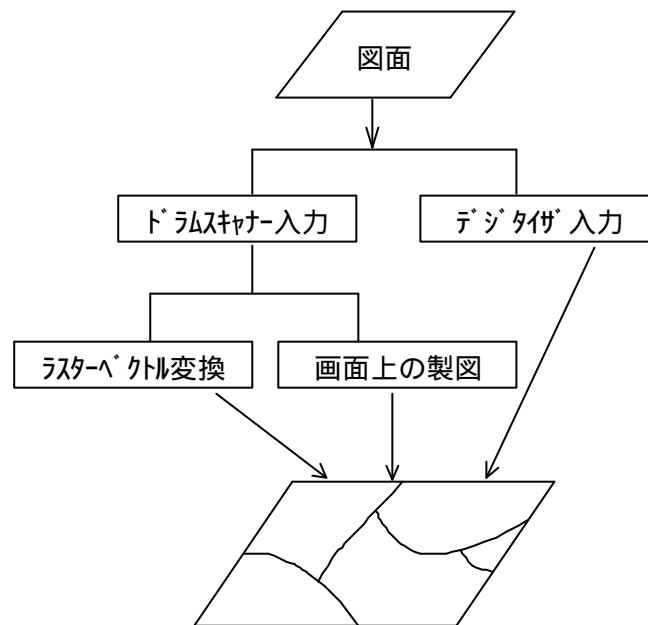 図面
ﾄﾞﾗﾑｽｷｬﾅｰ入力
ﾃﾞｼﾞﾀｲｻﾞ入力
ﾗｽﾀｰﾍﾞｸﾄﾙ変換
画面上の製図